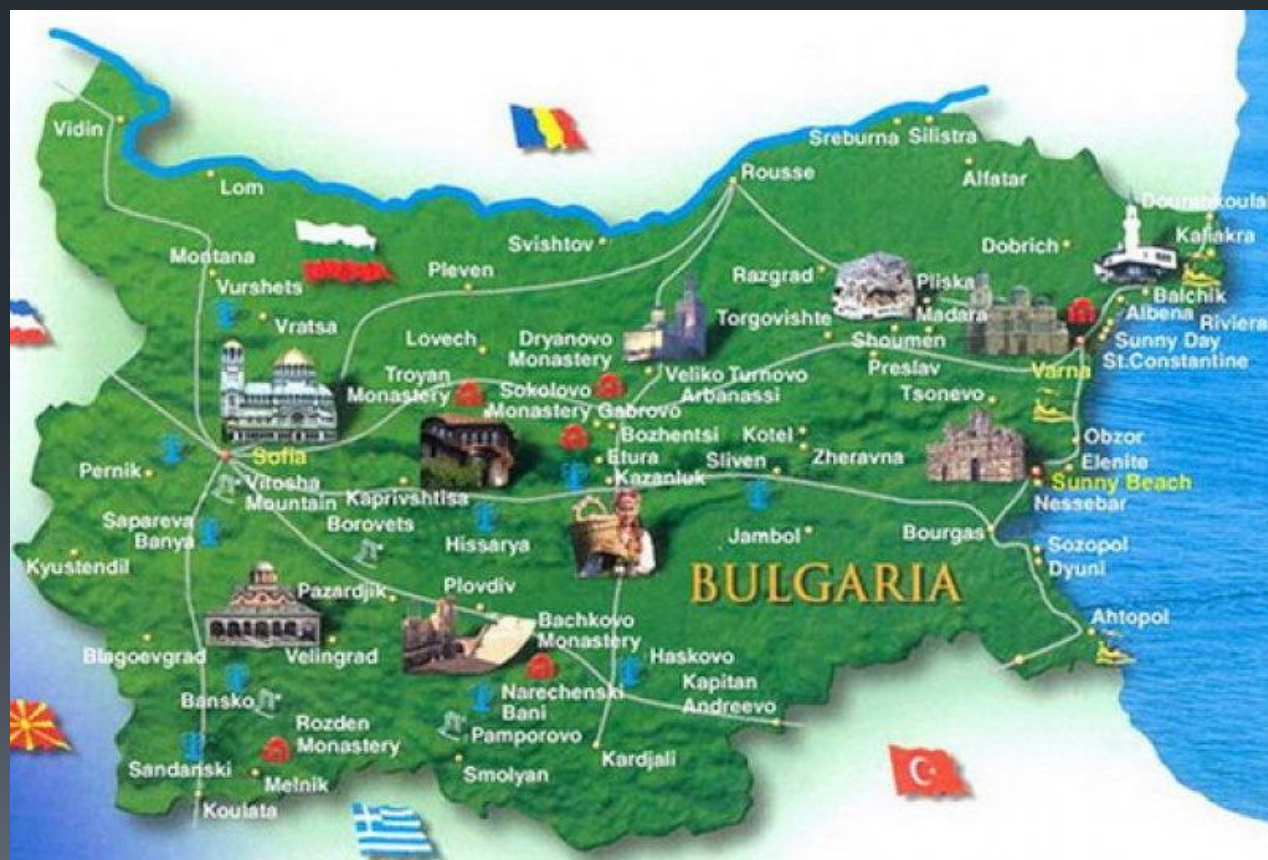 Vidin
Lom
Sreburna
Silistra
Rousse
Alfatar
Dourankoula
Kaliakra
Svishtov
Dobrich
Montana
Pleven
Razgrad
Pliska
Vurshets
Balchik
Vratsa
Madara
Albena
Riviera
Torgovishte
Lovech
Dryanovo
Monastery
Shoumen
Sunny Day
St.Constantine
Preslav
Varna
Troyan
Monastery
Sokolovo
Monastery
Gabrovo
Veliko Turnovo
Arbanassi
Tsonevo
Bozhentsi
Kotel
Obzor
Sofia
Etura
Sliven
Zheravna
Elenite
Pernik
Kazanluk
Sunny Beach
Vitosha
Mountain
Kaprivshtisa
Nessebar
Sapareva
Banya
Borovets
Hissarya
Jambol
Bourgas
Sozopol
Dyuni
Kyustendil
Pazardjik
Plovdiv
BULGARIA
Bachkovo
Monastery
Ahtopol
Blagoevgrad
Velingrad
Haskovo
Bansko
Narechenski
Bani
Kapitan
Andreevo
Rozden
Monastery
Pamporovo
Sandanski
Melnik
Smolyan
Kardjali
Koulata